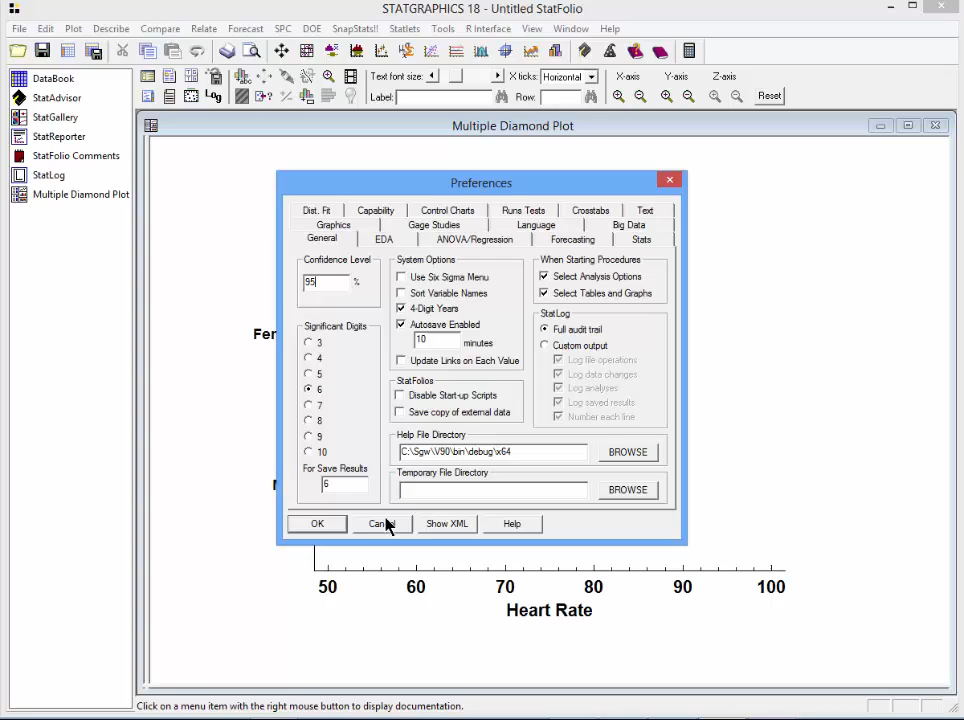 STATGRAPHICS 18 - Untitled StatFolio
File Edit Plot Describe Compare Relate Forecast SPC DOE SnapStats!! Statlets Tools R Interface View Window Help
Text font size: X ticks: Horizontal X-axis Y-axis Z-axis
Log Label: Row: Reset
DataBook
StatAdvisor
StatGallery
StatReporter
StatFolio Comments
StatLog
Multiple Diamond Plot
Multiple Diamond Plot
Preferences
Dist. Fit Capability Control Charts Runs Tests Crosstabs Text
Graphics Gage Studies Language Big Data
General EDA ANOVA/Regression Forecasting Stats
Confidence Level
95 %
Significant Digits
3
4
5
6
7
8
9
10
For Save Results
6
System Options
Use Six Sigma Menu
Sort Variable Names
4-Digit Years
Autosave Enabled
10 minutes
Update Links on Each Value
StatFolios
Disable Start-up Scripts
Save copy of external data
When Starting Procedures
Select Analysis Options
Select Tables and Graphs
StatLog
Full audit trail
Custom output
Log file operations
Log data changes
Log analyses
Log saved results
Number each line
Help File Directory
C:\Sgw\V90\bin\debug\x64 BROWSE
Temporary File Directory
BROWSE
OK Cancel Show XML Help
Fer
50 60 70 80 90 100
Heart Rate
Click on a menu item with the right mouse button to display documentation.